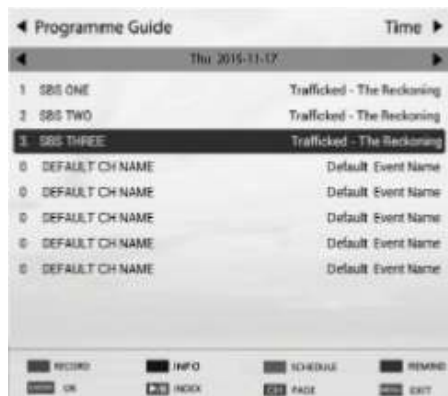 Programme Guide Time
Thu 2015-11-17
1 SBS ONE Trafficked - The Reckoning
2 SBS TWO Trafficked - The Reckoning
3 SBS THREE Trafficked - The Reckoning
0 DEFAULT CH NAME Default Event Name
0 DEFAULT CH NAME Default Event Name
0 DEFAULT CH NAME Default Event Name
0 DEFAULT CH NAME Default Event Name
0 DEFAULT CH NAME Default Event Name
RECORD INFO SCHEDULE REMIND
OK INDEX CH PAGE EXIT